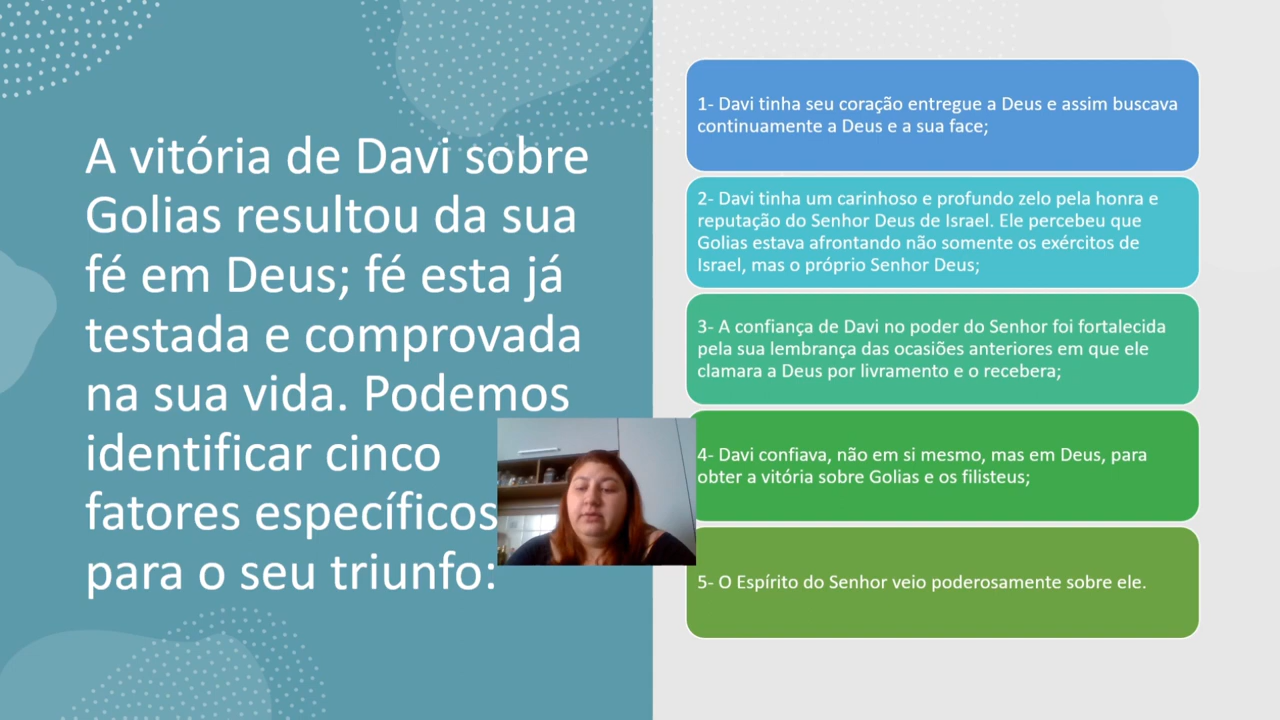 A vitória de Davi sobre
Golias resultou da sua
fé em Deus; fé esta já
testada e comprovada
na sua vida. Podemos
identificar cinco
fatores específicos
para o seu triunfo:
1- Davi tinha seu coração entregue a Deus e assim buscava
continuamente a Deus e a sua face;
2- Davi tinha um carinhoso e profundo zelo pela honra e
reputação do Senhor Deus de Israel. Ele percebeu que
Golias estava afrontando não somente os exércitos de
Israel, mas o próprio Senhor Deus;
3- A confiança de Davi no poder do Senhor foi fortalecida
pela sua lembrança das ocasiões anteriores em que ele
clamara a Deus por livramento e o recebera;
4- Davi confiava, não em si mesmo, mas em Deus, para
obter a vitória sobre Golias e os filisteus;
5- O Espírito do Senhor veio poderosamente sobre ele.